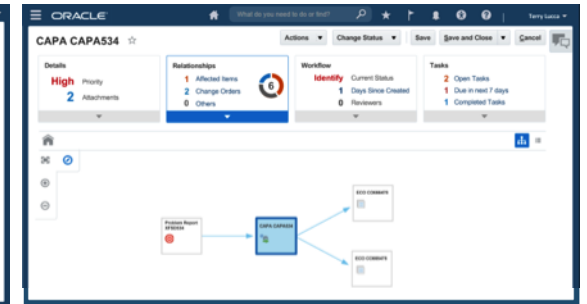 ORACLE
What do you need to do or find?
Terry Lucca
CAPA CAPA534
Actions
Change Status
Save
Save and Close
Cancel
Details
High Priority
2 Attachments
Relationships
1 Affected Items
2 Change Orders
0 Others
6
Workflow
Identify Current Status
1 Days Since Created
0 Reviewers
Tasks
2 Open Tasks
1 Due in next 7 days
1 Completed Tasks
Problem Report
CAPA CAPA534